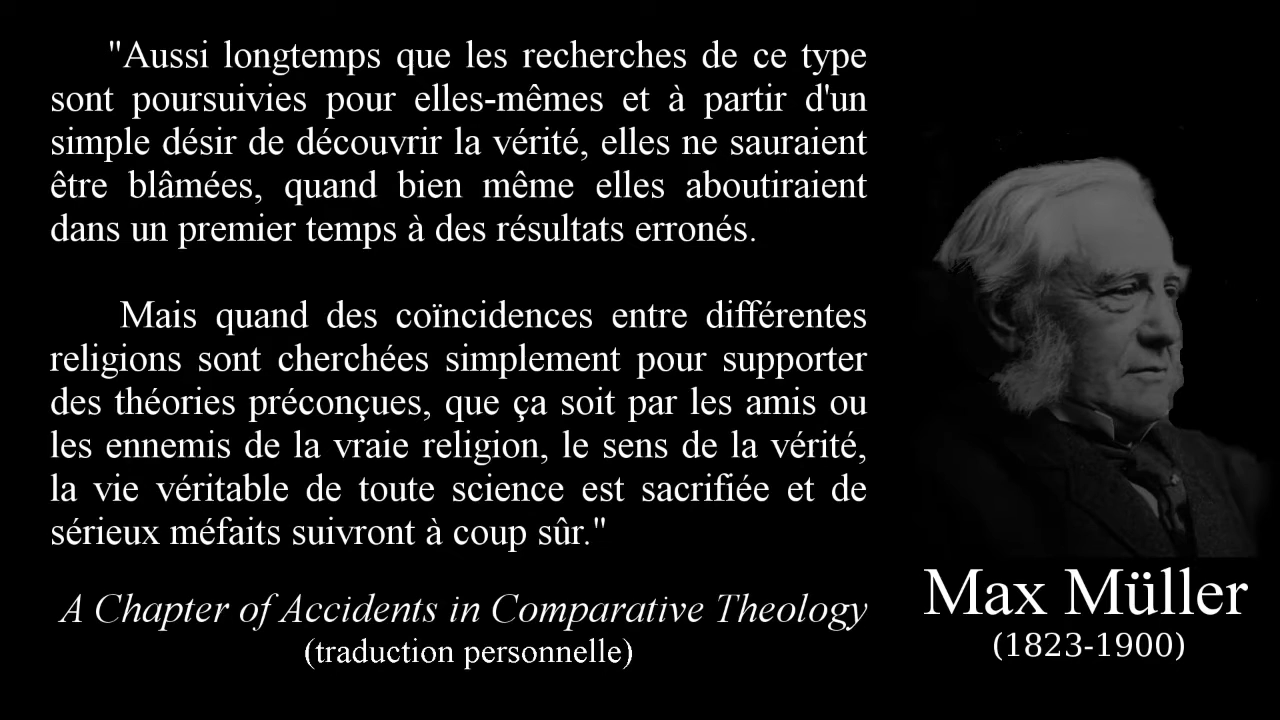 "Aussi longtemps que les recherches de ce type
sont poursuivies pour elles-mêmes et à partir d'un
simple désir de découvrir la vérité, elles ne sauraient
être blâmées, quand bien même elles aboutiraient
dans un premier temps à des résultats erronés.
Mais quand des coïncidences entre différentes
religions sont cherchées simplement pour supporter
des théories préconçues, que ça soit par les amis ou
les ennemis de la vraie religion, le sens de la vérité,
la vie véritable de toute science est sacrifiée et de
sérieux méfaits suivront à coup sûr."
A Chapter of Accidents in Comparative Theology
(traduction personnelle)
Max Müller
(1823-1900)